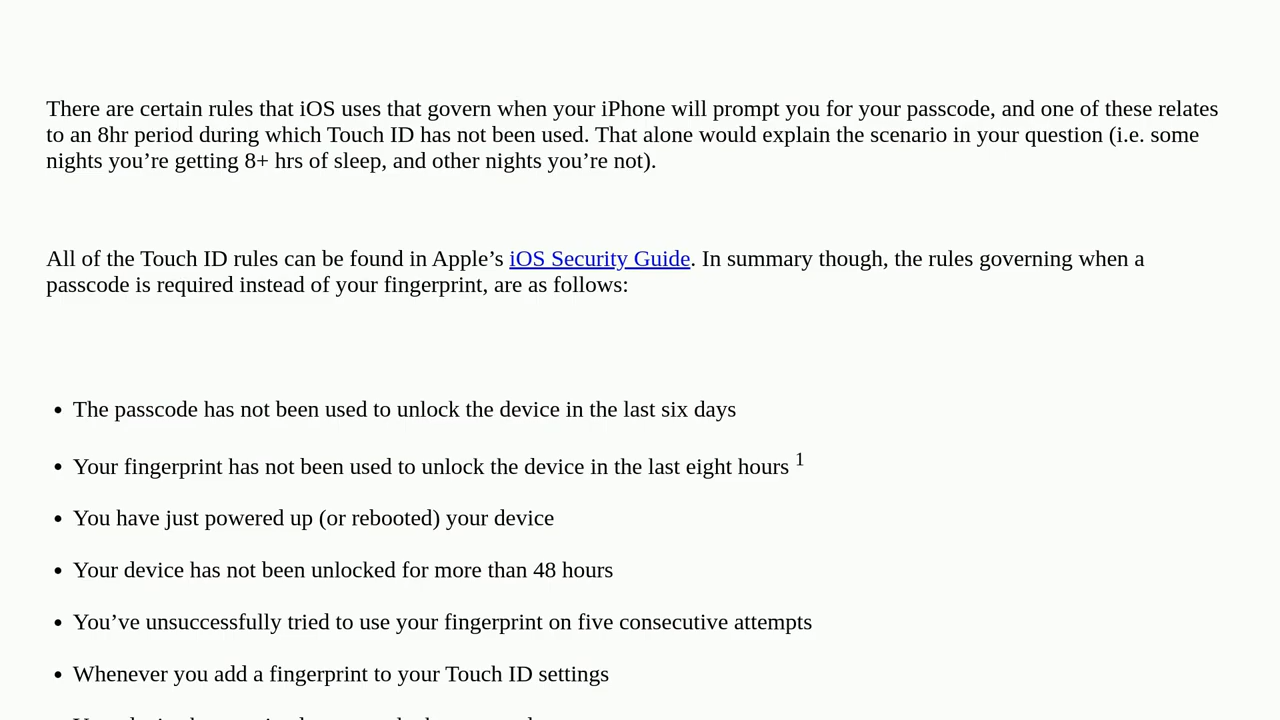 There are certain rules that iOS uses that govern when your iPhone will prompt you for your passcode, and one of these relates
to an 8hr period during which Touch ID has not been used. That alone would explain the scenario in your question (i.e. some
nights you’re getting 8+ hrs of sleep, and other nights you’re not).
All of the Touch ID rules can be found in Apple’s iOS Security Guide. In summary though, the rules governing when a
passcode is required instead of your fingerprint, are as follows:
• The passcode has not been used to unlock the device in the last six days
• Your fingerprint has not been used to unlock the device in the last eight hours 1
• You have just powered up (or rebooted) your device
• Your device has not been unlocked for more than 48 hours
• You’ve unsuccessfully tried to use your fingerprint on five consecutive attempts
• Whenever you add a fingerprint to your Touch ID settings